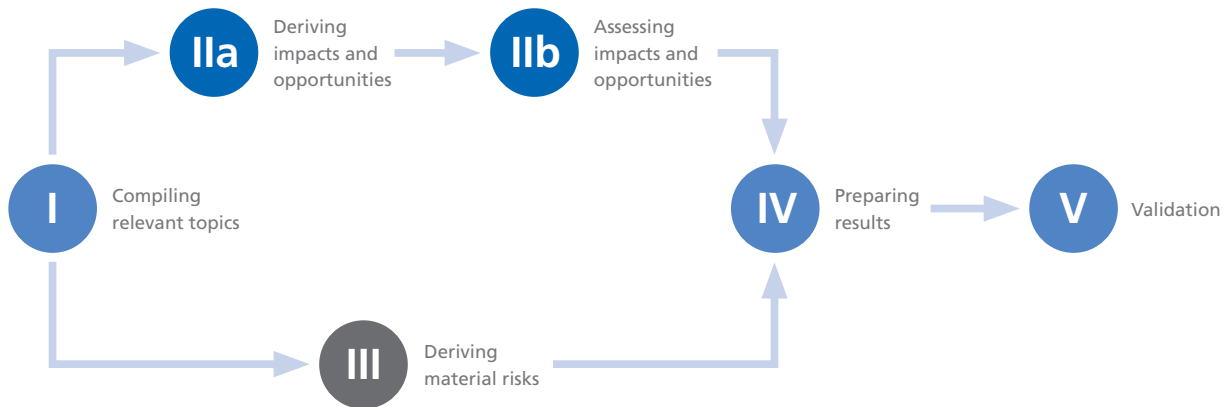 IIa
Deriving
impacts and
opportunities
IIb
Assessing
impacts and
opportunities
I
Compiling
relevant topics
IV
Preparing
results
V
Validation
III
Deriving
material risks